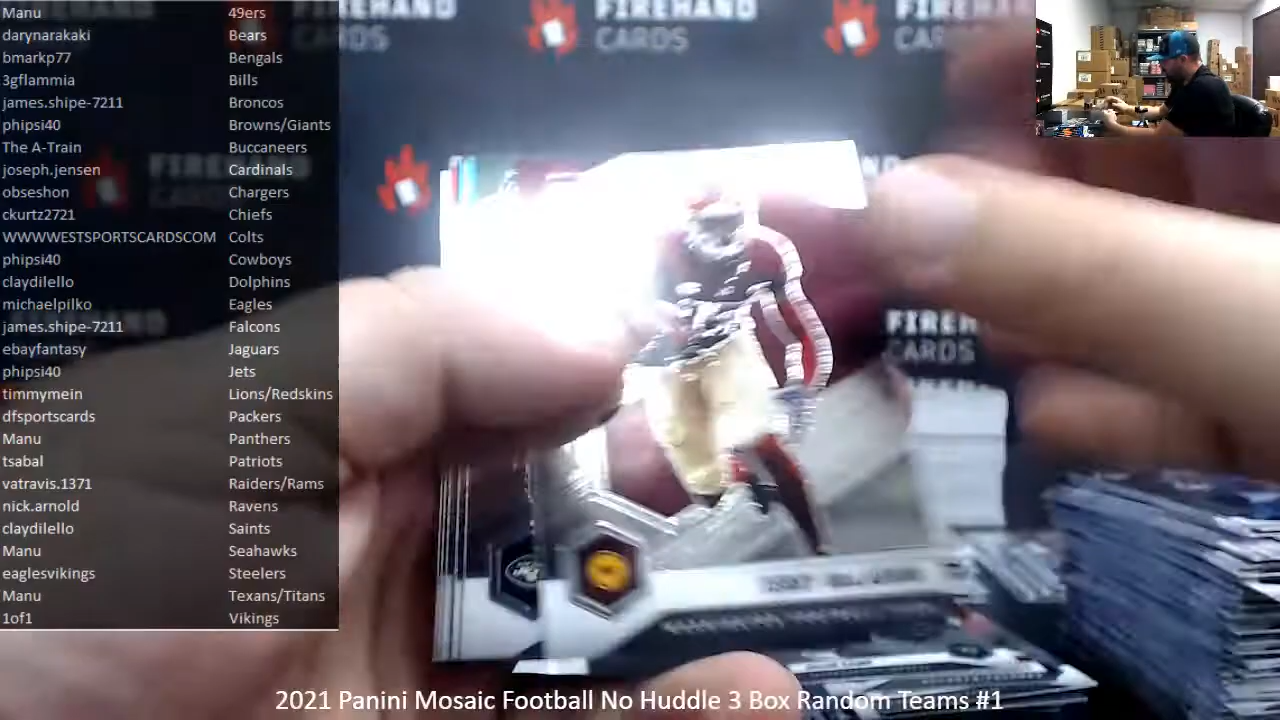 Manu 49ers
darynarakaki Bears
bmarkp77 Bengals
3gflammia Bills
james.shipe-7211 Broncos
phipsi40 Browns/Giants
The A-Train Buccaneers
joseph.jensen Cardinals
obseshon Chargers
ckurtz2721 Chiefs
WWWWESTSPORTSCARDSCOM Colts
phipsi40 Cowboys
claydilello Dolphins
michaelpilko Eagles
james.shipe-7211 Falcons
ebayfantasy Jaguars
phipsi40 Jets
timmymein Lions/Redskins
dfsportscards Packers
Manu Panthers
tsabal Patriots
vatravis.1371 Raiders/Rams
nick.arnold Ravens
claydilello Saints
Manu Seahawks
eaglesvikings Steelers
Manu Texans/Titans
1of1 Vikings
FIREHAND
CARDS
FIREHAND
CARDS
FIREHAND
CARDS
2021 Panini Mosaic Football No Huddle 3 Box Random Teams #1